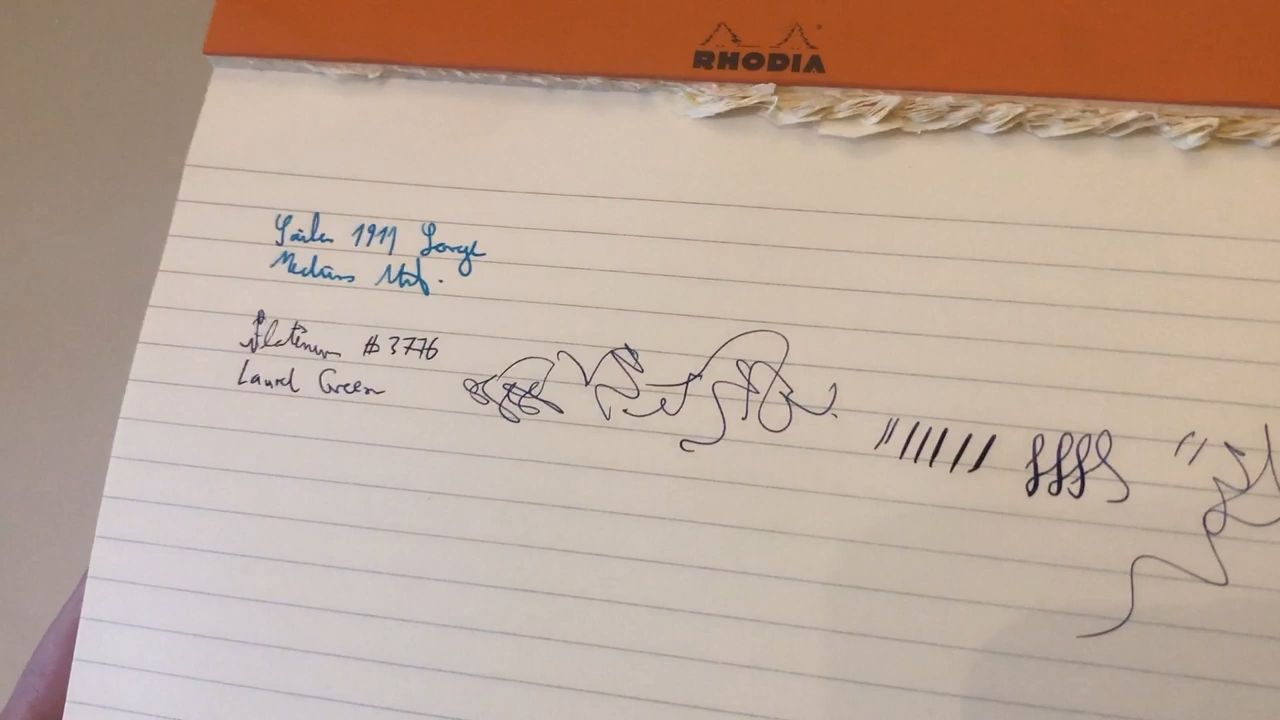 RHODIA
Sailor 1911 Large
Medium Nib.
Platinum #3776
Laurel Green